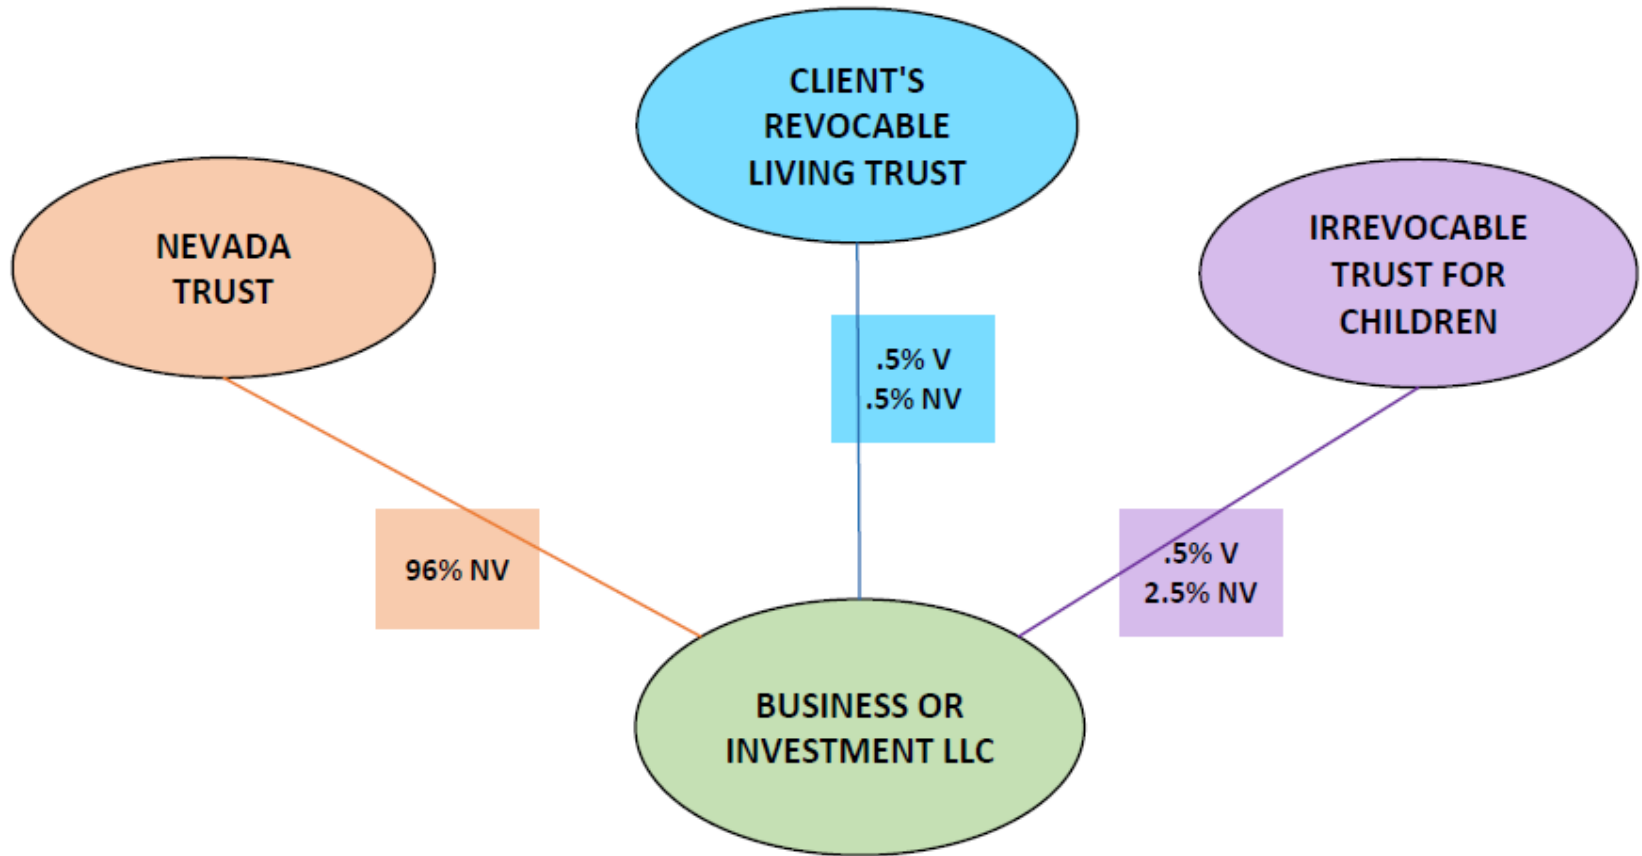 CLIENT'S
REVOCABLE
LIVING TRUST
NEVADA
TRUST
IRREVOCABLE
TRUST FOR
CHILDREN
.5% V
.5% NV
96% NV
.5% V
2.5% NV
BUSINESS OR
INVESTMENT LLC